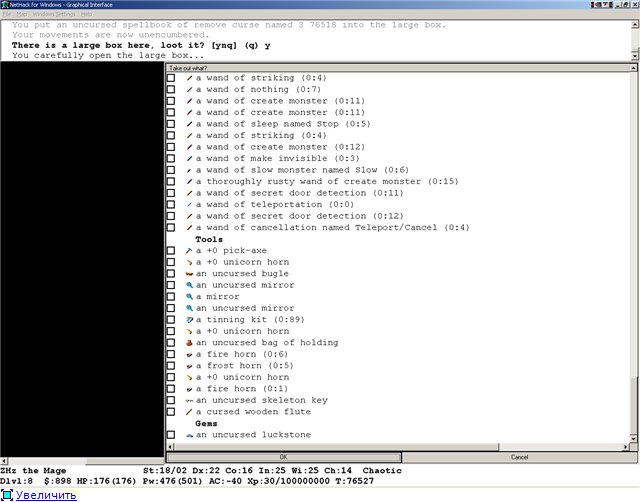 NetHack for Windows - Graphical Interface
File Map Window Settings Help
You put an uncursed spellbook of remove curse named 3 76518 into the large box.
Your movements are now unencumbered.
There is a large box here, loot it? [ynq] (q) y
You carefully open the large box...
Take out what?
a wand of striking (0:4)
a wand of nothing (0:7)
a wand of create monster (0:11)
a wand of create monster (0:11)
a wand of sleep named Stop (0:5)
a wand of striking (0:4)
a wand of create monster (0:12)
a wand of make invisible (0:3)
a wand of slow monster named Slow (0:6)
a thoroughly rusty wand of create monster (0:15)
a wand of secret door detection (0:11)
a wand of teleportation (0:0)
a wand of secret door detection (0:12)
a wand of cancellation named Teleport/Cancel (0:4)
Tools
a +0 pick-axe
a +0 unicorn horn
an uncursed bugle
an uncursed mirror
a mirror
an uncursed mirror
a tinning kit (0:89)
a +0 unicorn horn
an uncursed bag of holding
a fire horn (0:6)
a frost horn (0:5)
a +0 unicorn horn
a fire horn (0:1)
an uncursed skeleton key
a cursed wooden flute
Gems
an uncursed luckstone
OK Cancel
ZHz the Mage St:18/02 Dx:22 Co:16 In:25 Wi:25 Ch:14 Chaotic
Dlvl:8 $:898 HP:176(176) Pw:476(501) AC:-40 Xp:30/100000000 T:76527
Увеличить